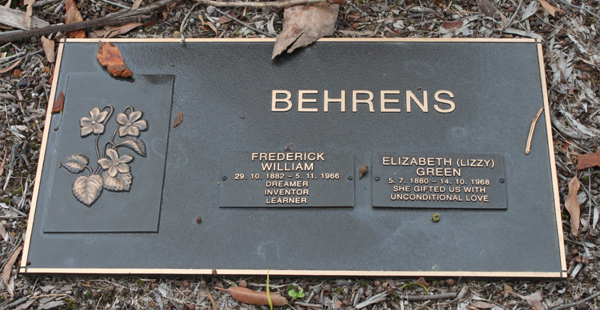 BEHRENS
FREDERICK
WILLIAM
29. 10. 1882 – 5. 11. 1966
DREAMER
INVENTOR
LEARNER
ELIZABETH (LIZZY)
GREEN
5. 7. 1880 – 14. 10. 1968
SHE GIFTED US WITH
UNCONDITIONAL LOVE